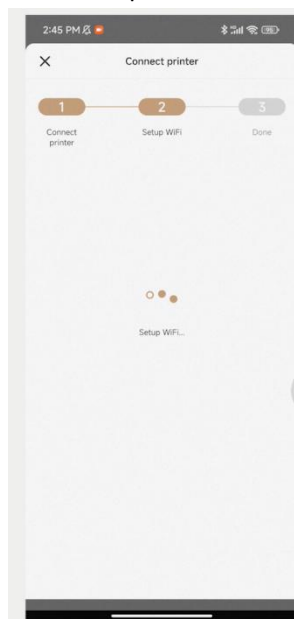 2:45 PM
Connect printer
1
2
3
Connect
printer
Setup WiFi
Done
Setup WiFi...